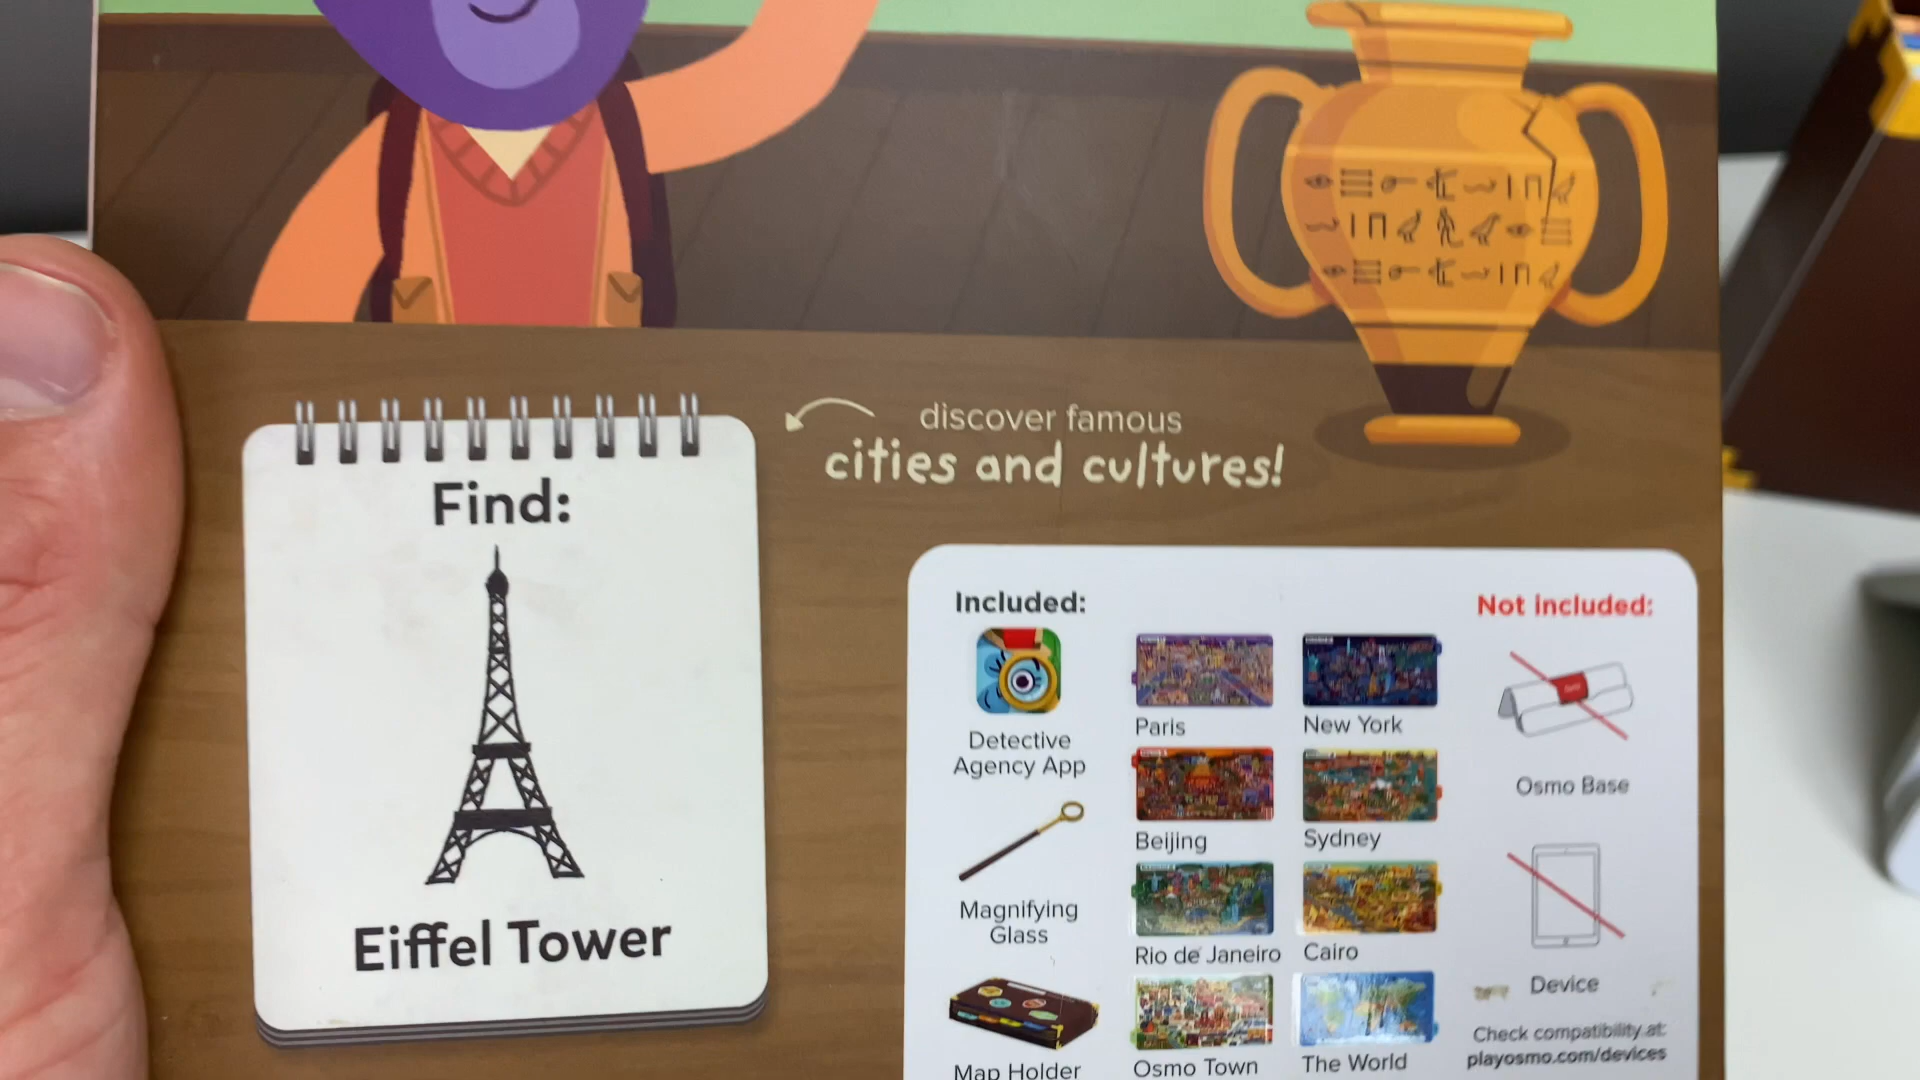 discover famous
cities and cultures!
Find:
Eiffel Tower
Included:
Detective
Agency App
Magnifying
Glass
Map Holder
Paris
New York
Beijing
Sydney
Rio de Janeiro
Cairo
Osmo Town
The World
Not included:
Osmo Base
Device
Check compatibility at:
playosmo.com/devices